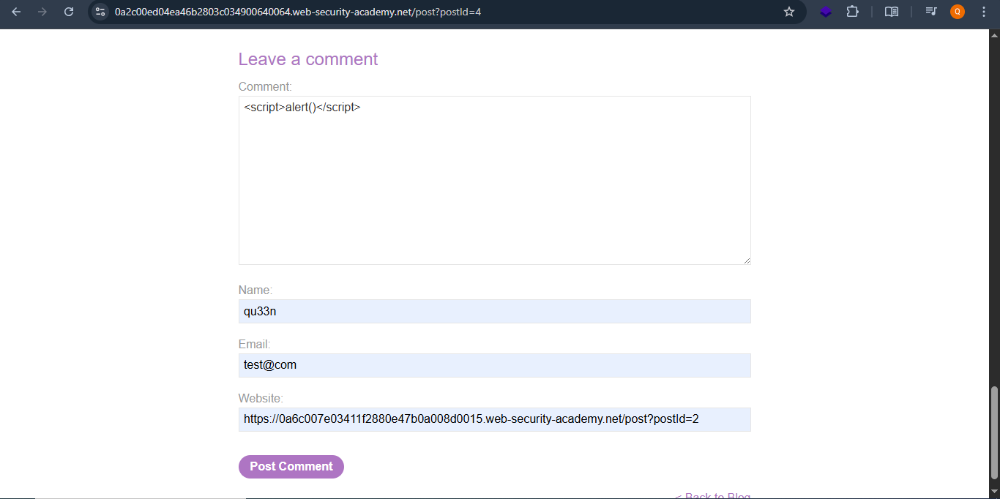 0a2c00ed04ea46b2803c034900640064.web-security-academy.net/post?postId=4
Q
Leave a comment
Comment:
<script>alert()</script>
Name:
qu33n
Email:
test@com
Website:
https://0a6c007e03411f2880e47b0a008d0015.web-security-academy.net/post?postId=2
Post Comment
< Back to Blog